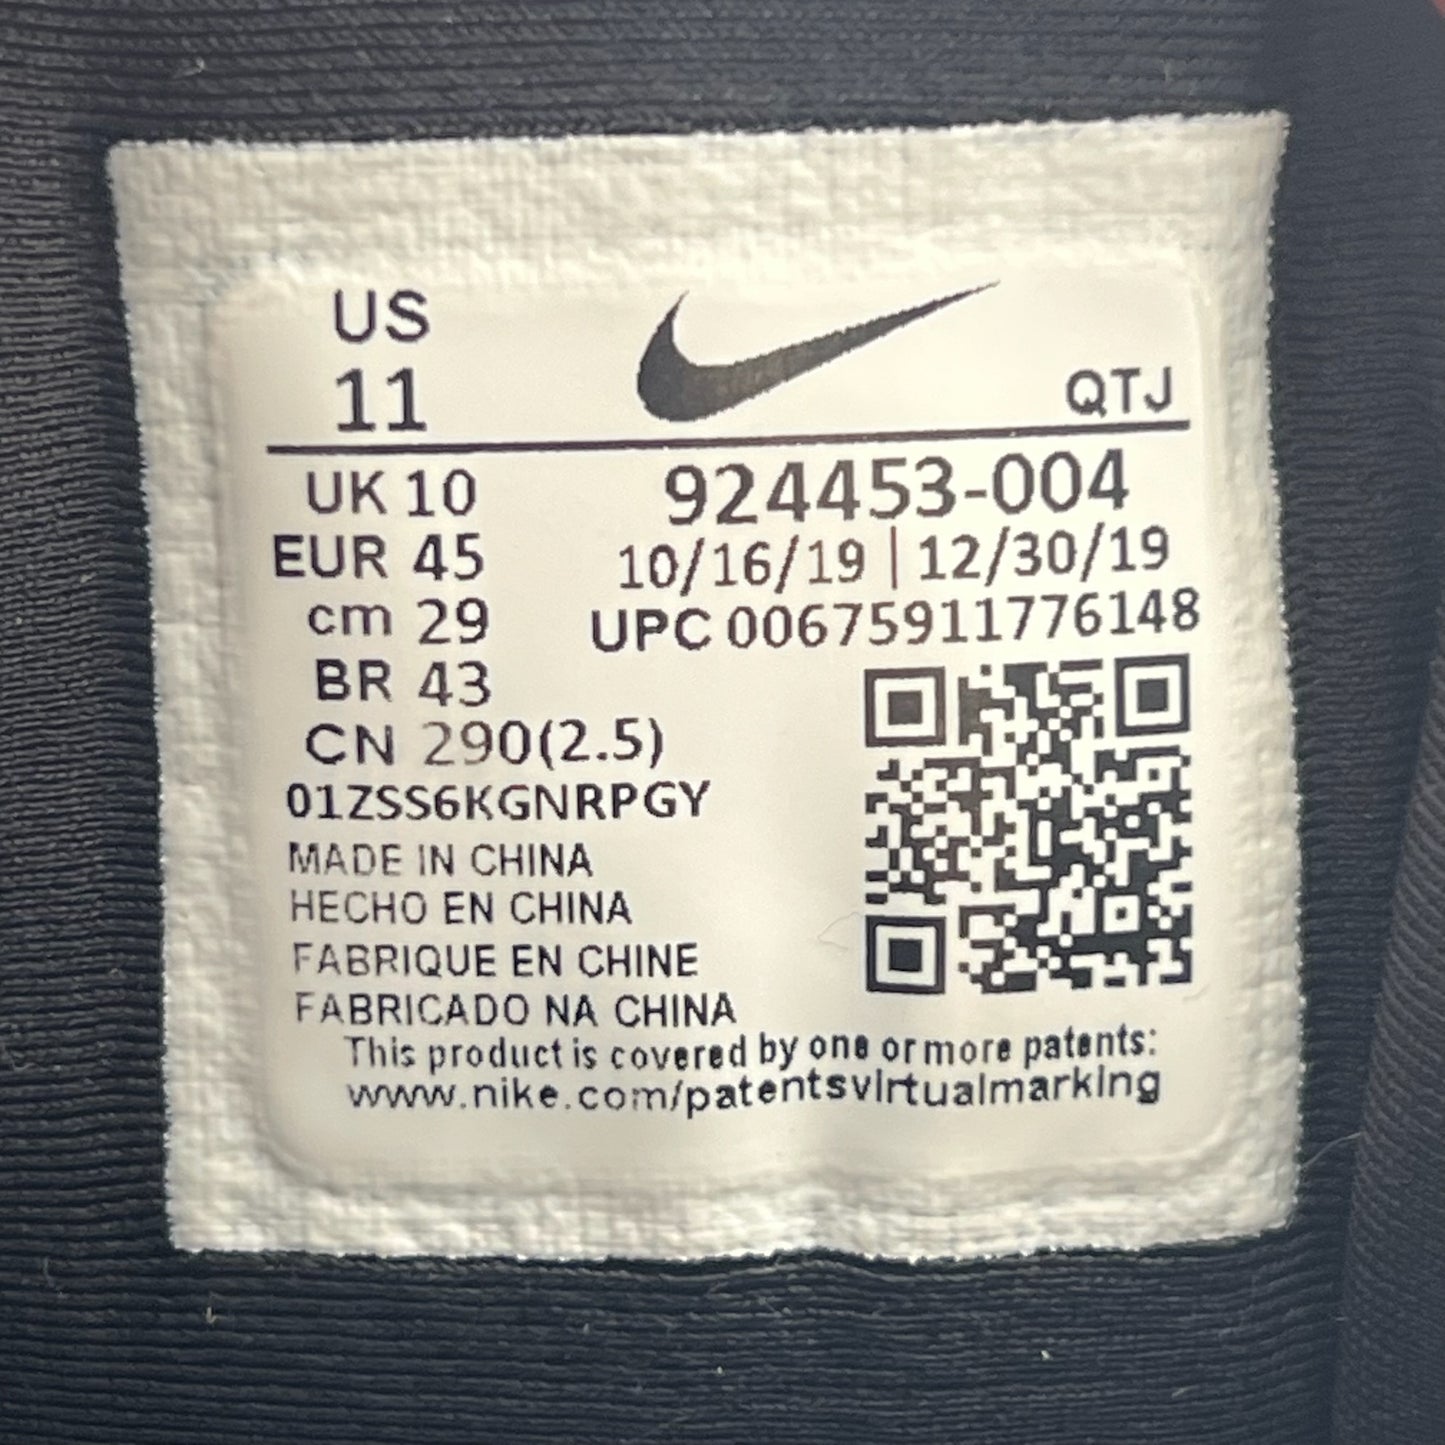 US
11
QTJ
UK 10
924453-004
EUR 45
10/16/19 | 12/30/19
cm 29
UPC 00675911776148
BR 43
CN 290(2.5)
01ZSS6KGNRPGY
MADE IN CHINA
HECHO EN CHINA
FABRIQUE EN CHINE
FABRICADO NA CHINA
This product is covered by one or more patents:
www.nike.com/patentsvirtualmarking